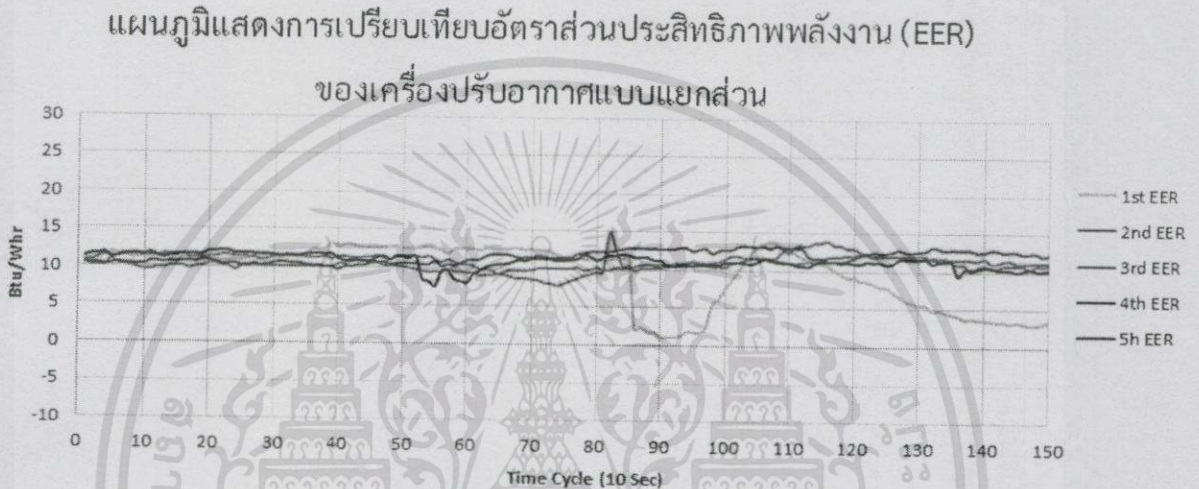 แผนภูมิแสดงการเปรียบเทียบอัตราส่วนประสิทธิภาพพลังงาน (EER)
ของเครื่องปรับอากาศแบบแยกส่วน
Btu/Whr
30
25
20
15
10
5
0
-5
-10
0 10 20 30 40 50 60 70 80 90 100 110 120 130 140 150
Time Cycle (10 Sec)
1st EER
2nd EER
3rd EER
4th EER
5h EER